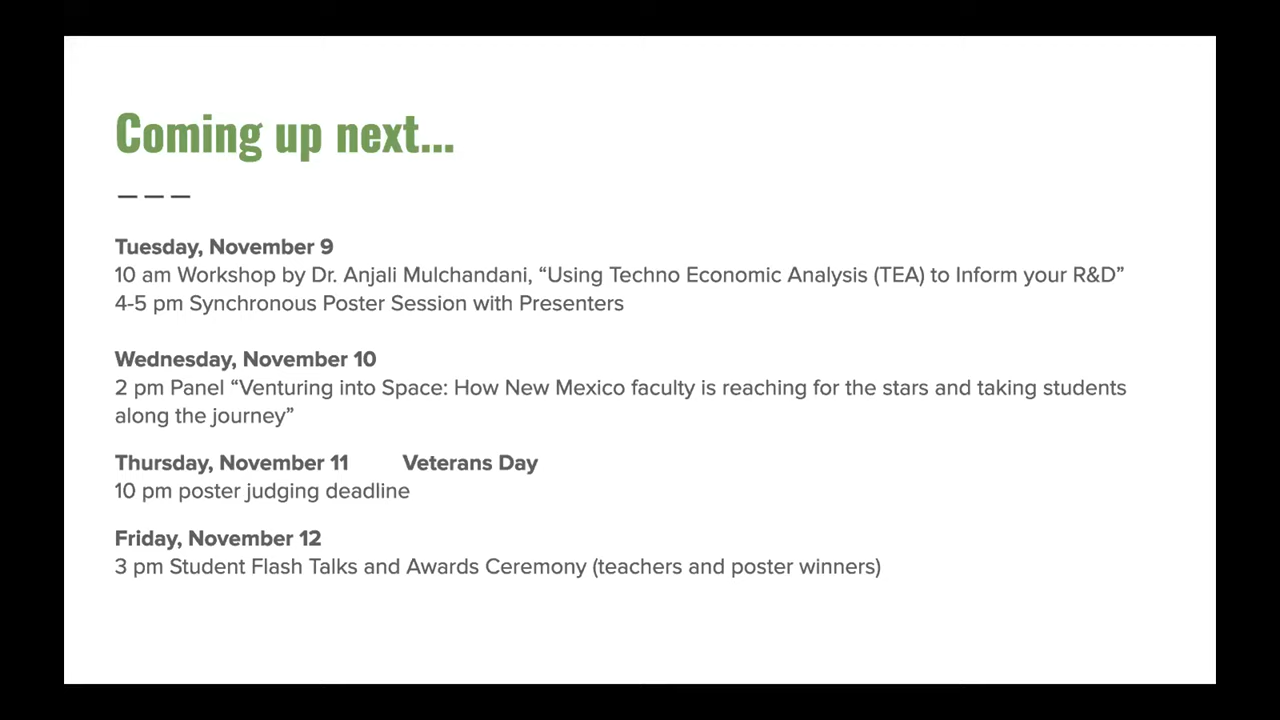 Coming up next...
Tuesday, November 9
10 am Workshop by Dr. Anjali Mulchandani, “Using Techno Economic Analysis (TEA) to Inform your R&D”
4-5 pm Synchronous Poster Session with Presenters
Wednesday, November 10
2 pm Panel “Venturing into Space: How New Mexico faculty is reaching for the stars and taking students
along the journey”
Thursday, November 11 Veterans Day
10 pm poster judging deadline
Friday, November 12
3 pm Student Flash Talks and Awards Ceremony (teachers and poster winners)